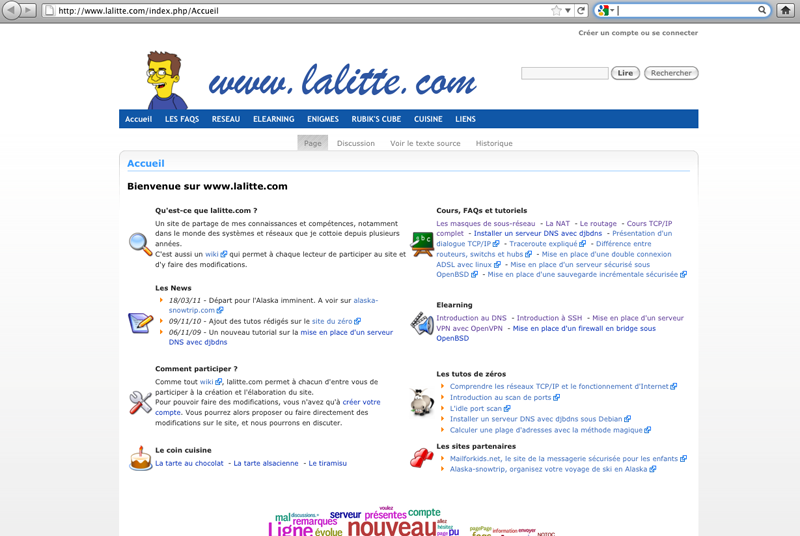 http://www.lalitte.com/index.php/Accueil
Créer un compte ou se connecter
www.lalitte.com
Lire Rechercher
Accueil LES FAQS RESEAU ELEARNING ENIGMES RUBIK'S CUBE CUISINE LIENS
Page Discussion Voir le texte source Historique
Accueil
Bienvenue sur www.lalitte.com
Qu'est-ce que lalitte.com ?
Un site de partage de mes connaissances et compétences, notamment
dans le monde des systèmes et réseaux que je cottoie depuis plusieurs
années.
C'est aussi un wiki qui permet à chaque lecteur de participer au site et
d'y faire des modifications.
Les News
18/03/11 - Départ pour l'Alaska imminent. A voir sur alaska-
snowtrip.com
09/11/10 - Ajout des tutos rédigés sur le site du zéro
06/11/09 - Un nouveau tutorial sur la mise en place d'un serveur
DNS avec djbdns
Comment participer ?
Comme tout wiki, lalitte.com permet à chacun d'entre vous de
participer à la création et l'élaboration du site.
Pour pouvoir faire des modifications, vous n'avez qu'à créer votre
compte. Vous pourrez alors proposer ou faire directement des
modifications sur le site, et nous pourrons en discuter.
Le coin cuisine
La tarte au chocolat - La tarte alsacienne - Le tiramisu
Cours, FAQs et tutoriels
Les masques de sous-réseau - La NAT - Le routage - Cours TCP/IP
complet - Installer un serveur DNS avec djbdns - Présentation d'un
dialogue TCP/IP - Traceroute expliqué - Différence entre
routeurs, switchs et hubs - Mise en place d'une double connexion
ADSL avec linux - Mise en place d'un serveur sécurisé sous
OpenBSD - Mise en place d'une sauvegarde incrémentale sécurisée
Elearning
Introduction au DNS - Introduction à SSH - Mise en place d'un serveur
VPN avec OpenVPN - Mise en place d'un firewall en bridge sous
OpenBSD
Les tutos de zéros
Comprendre les réseaux TCP/IP et le fonctionnement d'Internet
Introduction au scan de ports
L'idle port scan
Installer un serveur DNS avec djbdns sous Debian
Calculer une plage d'adresses avec la méthode magique
Les sites partenaires
Mailforkids.net, le site de la messagerie sécurisée pour les enfants
Alaska-snowtrip, organisez votre voyage de ski en Alaska
voulez
mal discussions.+ serveur présentes compte
remarques allez pagePage information envoyer
Ligne évolue nouveau hésitez page pu NOTOC